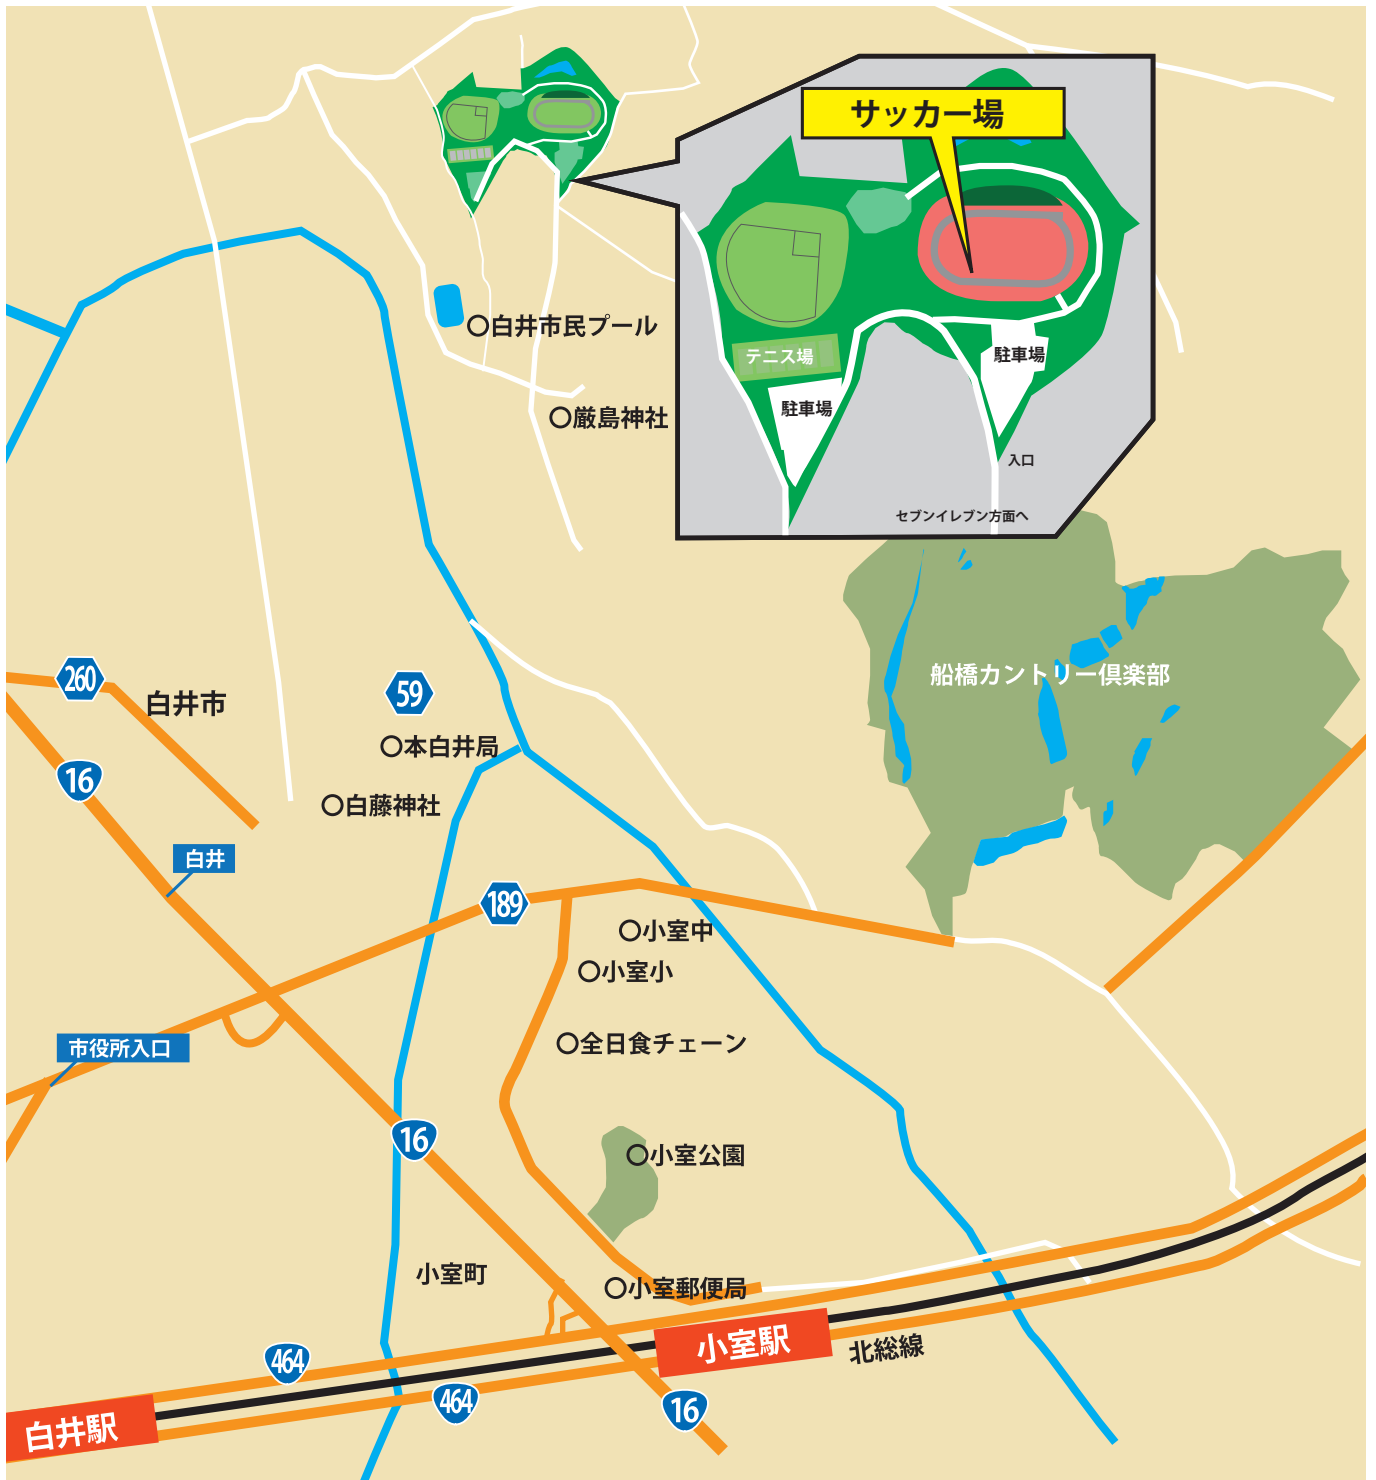 サッカー場
テニス場
駐車場
駐車場
入口
セブンイレブン方面へ
白井市民プール
厳島神社
船橋カントリー倶楽部
260
白井市
59
本白井局
16
白藤神社
白井
189
小室中
小室小
市役所入口
全日食チェーン
16
小室公園
小室町
小室郵便局
小室駅
北総線
464
464
16
白井駅